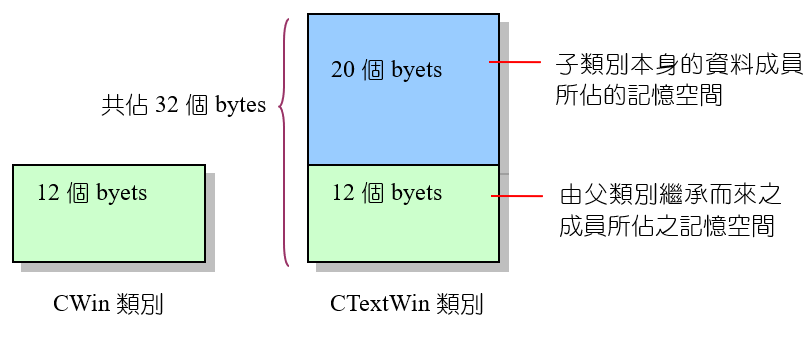 20 個 byets
子類別本身的資料成員
所佔的記憶空間
共佔 32 個 bytes
12 個 byets
12 個 byets
由父類別繼承而來之
成員所佔之記憶空間
CWin 類別
CTextWin 類別